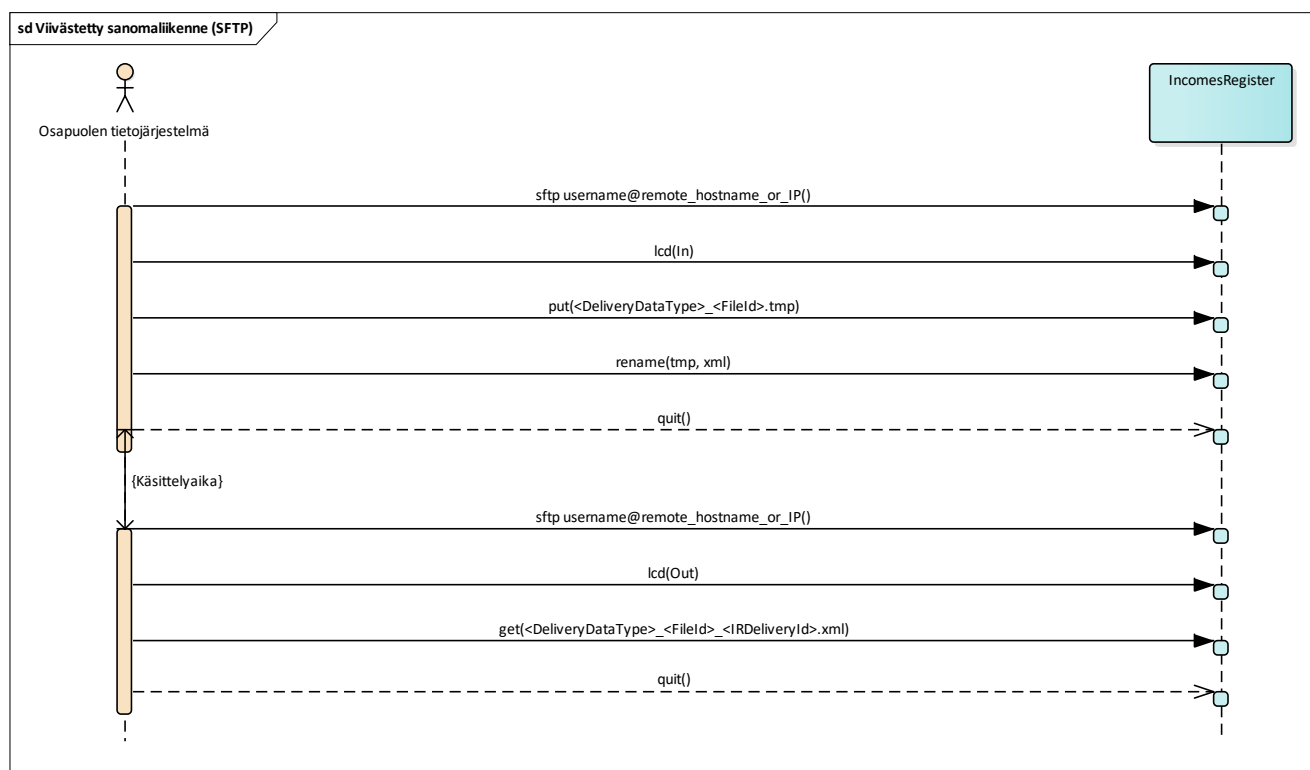 sd Viivästetty sanomaliikenne (SFTP)
IncomesRegister
Osapuolen tietojärjestelmä
sftp username@remote_hostname_or_IP()
lcd(In)
put(<DeliveryDataType>_<FileId>.tmp)
rename(tmp, xml)
quit()
{Käsittelyaika}
sftp username@remote_hostname_or_IP()
lcd(Out)
get(<DeliveryDataType>_<FileId>_<IRDeliveryId>.xml)
quit()